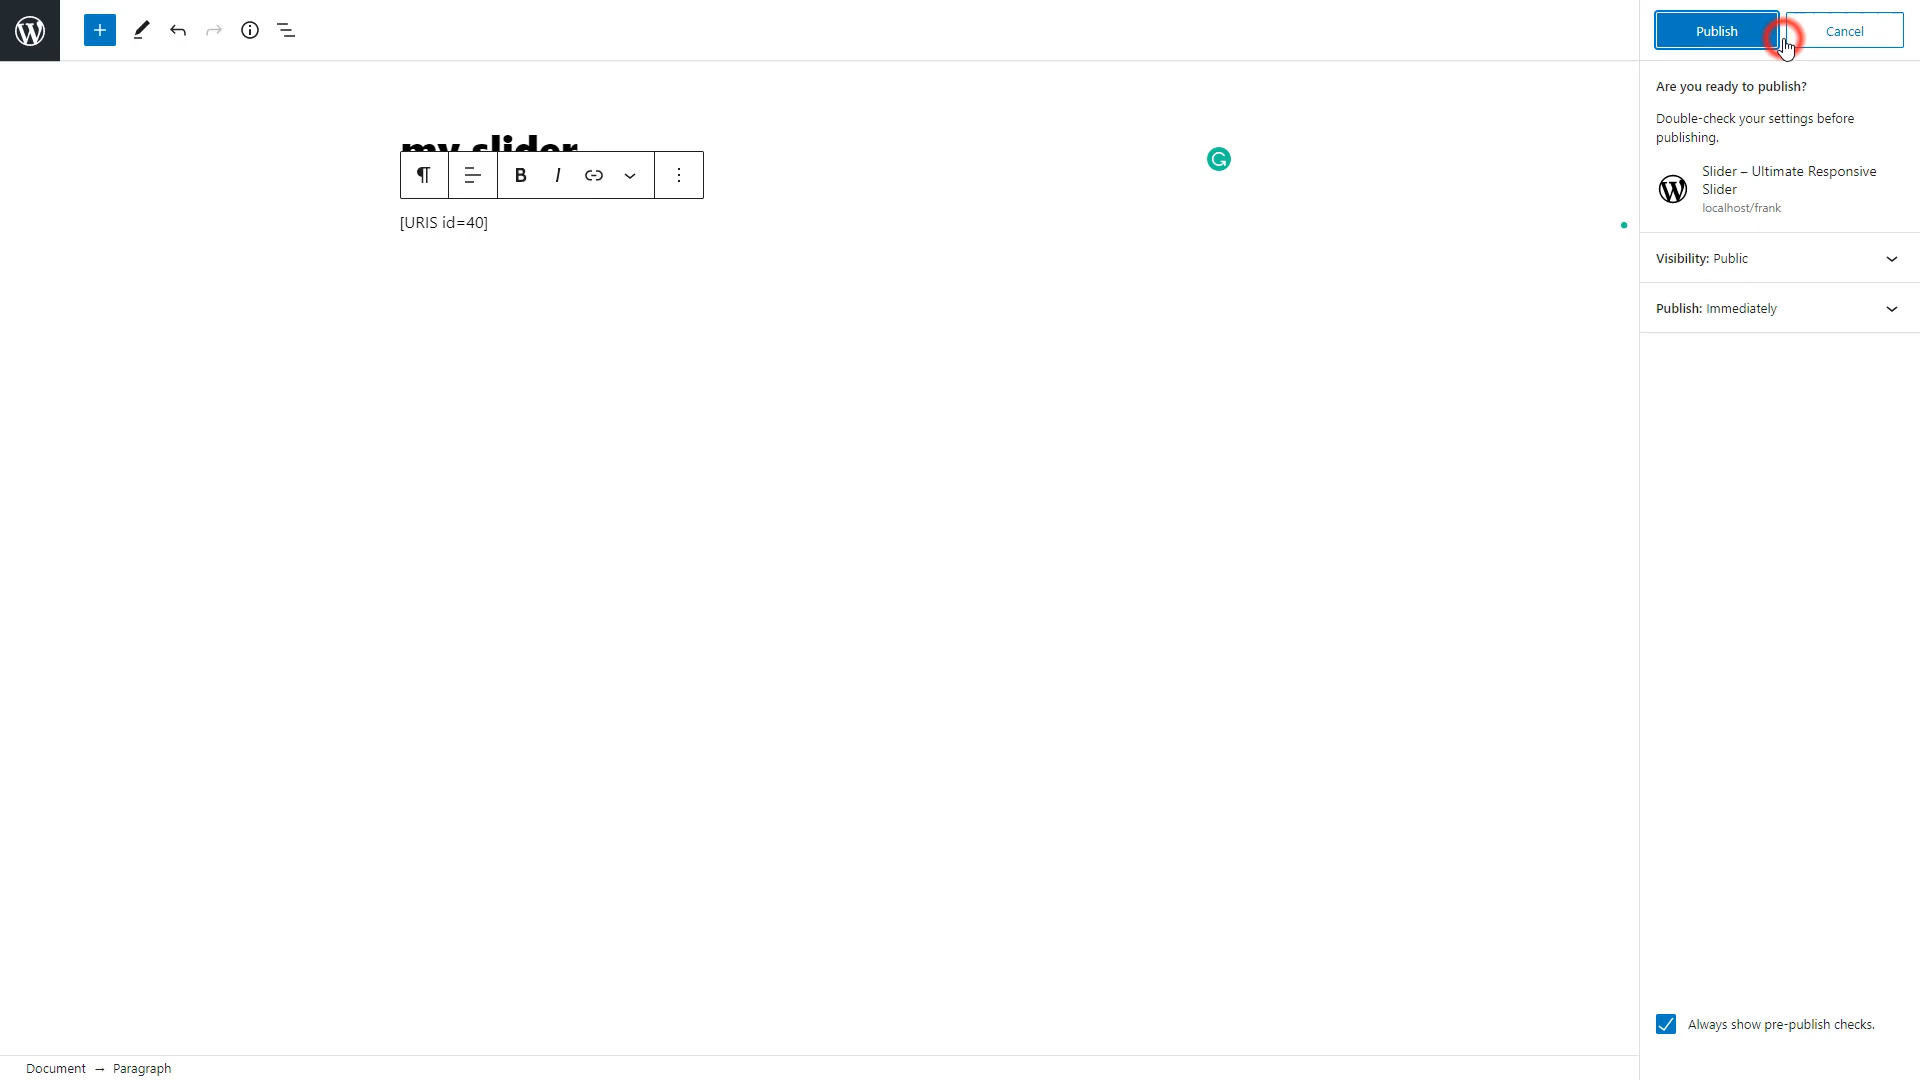 Publish
Cancel
Are you ready to publish?
Double-check your settings before
publishing.
Slider – Ultimate Responsive
Slider
localhost/frank
Visibility: Public
Publish: Immediately
my slider
B I
[URIS id=40]
Always show pre-publish checks.
Document → Paragraph